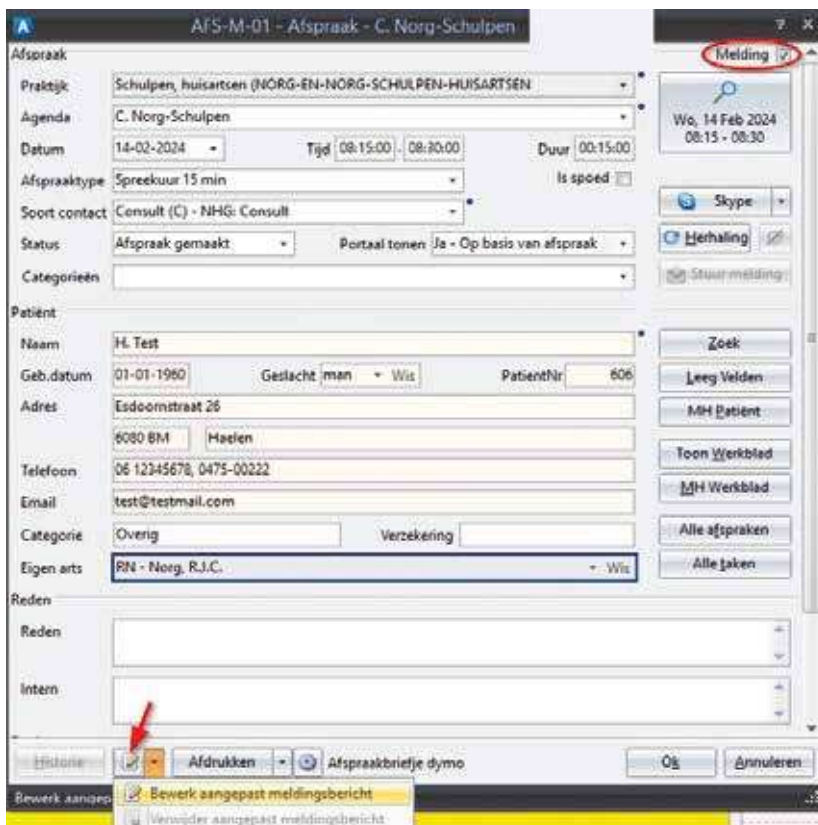 A AFS-M-01 - Afspraak - C. Norg-Schulpen ? X
Afspraak Melding
Praktijk Schulpen, huisartsen (NORG-EN-NORG-SCHULPEN-HUISARTSEN
Agenda C. Norg-Schulpen
Wo, 14 Feb 2024
08:15 - 08:30
Datum 14-02-2024 Tijd 08:15:00 - 08:30:00 Duur 00:15:00
Afspraaktype Spreekuur 15 min Is spoed
Skype
Soort contact Consult (C) - NHG: Consult
Herhaling
Status Afspraak gemaakt Portaal tonen Ja - Op basis van afspraak
Stuur melding
Categorieën
Patiënt
Naam H. Test Zoek
Geb.datum 01-01-1960 Geslacht man Wis PatientNr 606 Leeg Velden
Adres Esdoornstraat 26 MH Patient
6080 BM Haelen
Toon Werkblad
Telefoon 06 12345678, 0475-00222
MH Werkblad
Email test@testmail.com
Categorie Overig Verzekering Alle afspraken
Eigen arts RN - Norg, R.J.C. Wis Alle taken
Reden
Reden
Intern
Historie Afdrukken Afspraakbriefje dymo Ok Annuleren
Bewerk aangep
Bewerk aangepast meldingsbericht
Verwijder aangepast meldingsbericht